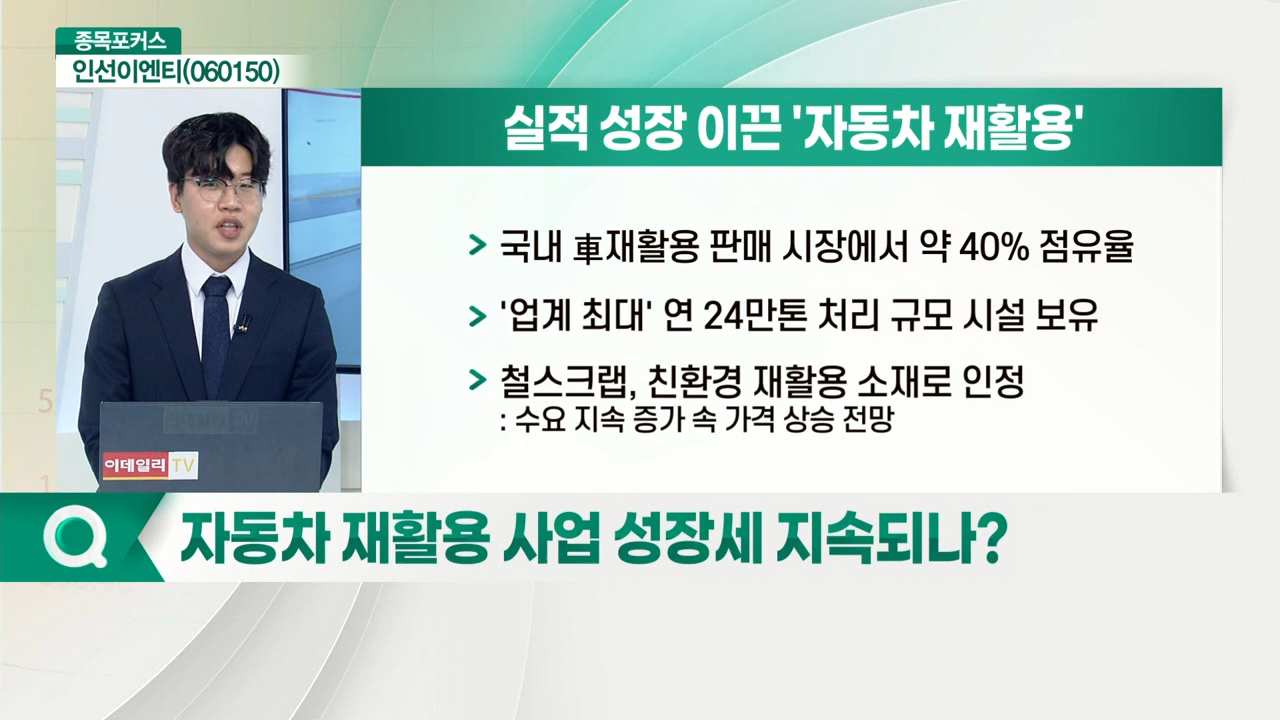 종목포커스
인선이엔티(060150)
실적 성장 이끈 '자동차 재활용'
> 국내 車재활용 판매 시장에서 약 40% 점유율
> '업계 최대' 연 24만톤 처리 규모 시설 보유
> 철스크랩, 친환경 재활용 소재로 인정
: 수요 지속 증가 속 가격 상승 전망
이데일리 TV
Q 자동차 재활용 사업 성장세 지속되나?